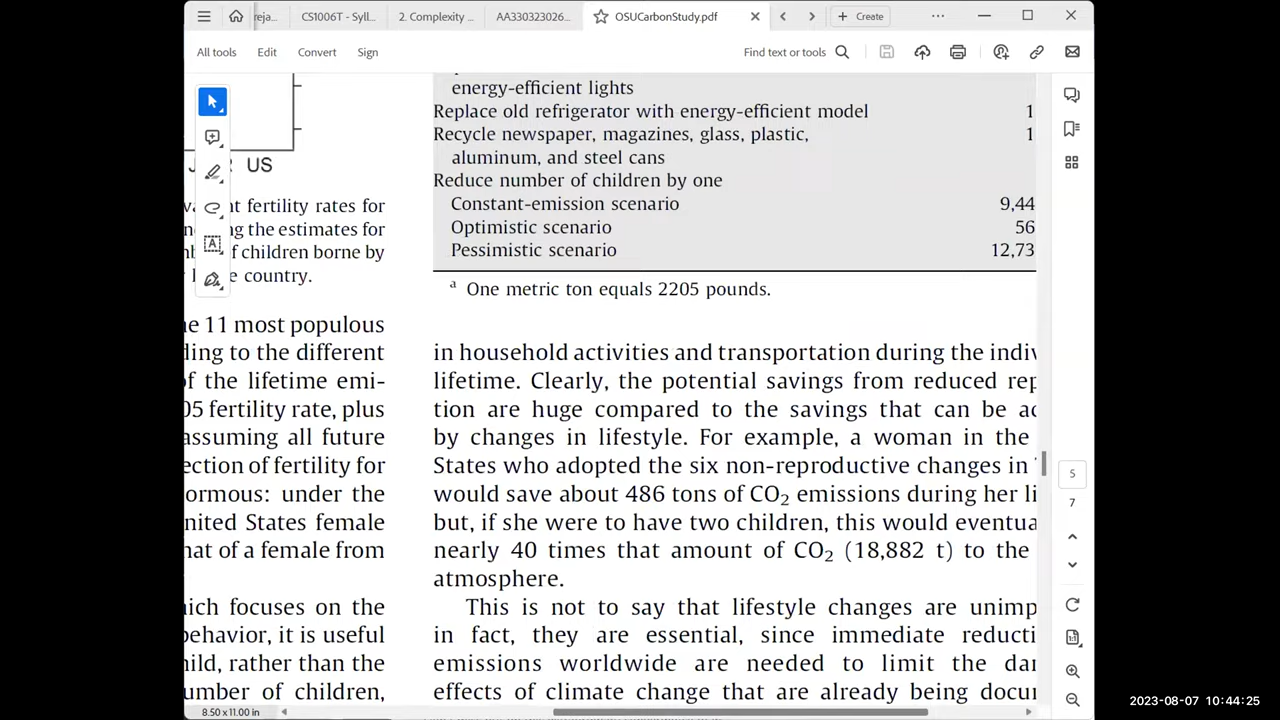 reja...
CS1006T - Syll...
2. Complexity ...
AA330323026...
OSUCarbonStudy.pdf
Create
All tools
Edit
Convert
Sign
Find text or tools
energy-efficient lights
Replace old refrigerator with energy-efficient model 1
Recycle newspaper, magazines, glass, plastic, 1
aluminum, and steel cans
Reduce number of children by one
Constant-emission scenario 9,44
Optimistic scenario 56
Pessimistic scenario 12,73
a One metric ton equals 2205 pounds.
US
nt fertility rates for
ng the estimates for
f children borne by
e country.
ne 11 most populous
ding to the different
of the lifetime emi-
05 fertility rate, plus
assuming all future
ection of fertility for
ormous: under the
nited States female
hat of a female from
hich focuses on the
behavior, it is useful
hild, rather than the
umber of children,
in household activities and transportation during the indiv
lifetime. Clearly, the potential savings from reduced rep
tion are huge compared to the savings that can be ac
by changes in lifestyle. For example, a woman in the
States who adopted the six non-reproductive changes in
would save about 486 tons of CO2 emissions during her li
but, if she were to have two children, this would eventua
nearly 40 times that amount of CO2 (18,882 t) to the
atmosphere.
This is not to say that lifestyle changes are unimp
in fact, they are essential, since immediate reducti
emissions worldwide are needed to limit the dan
effects of climate change that are already being docu
5
7
8.50 x 11.00 in
2023-08-07 10:44:25